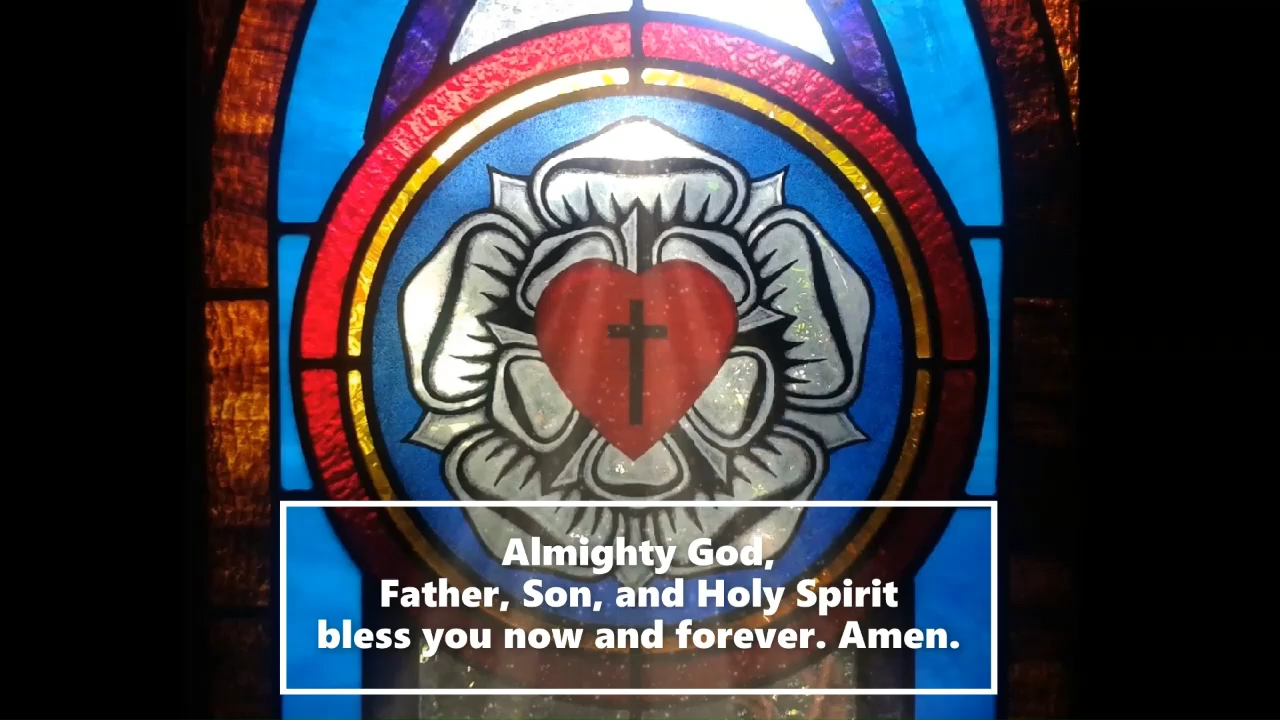 Almighty God,
Father, Son, and Holy Spirit
bless you now and forever. Amen.